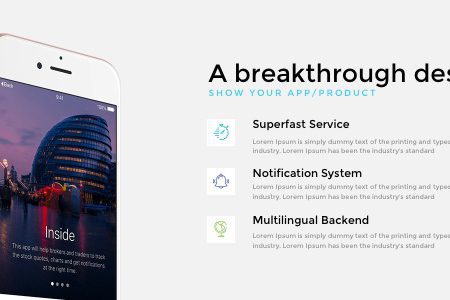 Back
9:41
100%
Inside
This app will help brokers and traders to track
the stock quotes, charts and get notifications
at the right time.
A breakthrough des
SHOW YOUR APP/PRODUCT
Superfast Service
Lorem Ipsum is simply dummy text of the printing and types
industry. Lorem Ipsum has been the industry's standard
Notification System
Lorem Ipsum is simply dummy text of the printing and types
industry. Lorem Ipsum has been the industry's standard
Multilingual Backend
Lorem Ipsum is simply dummy text of the printing and types
industry. Lorem Ipsum has been the industry's standard